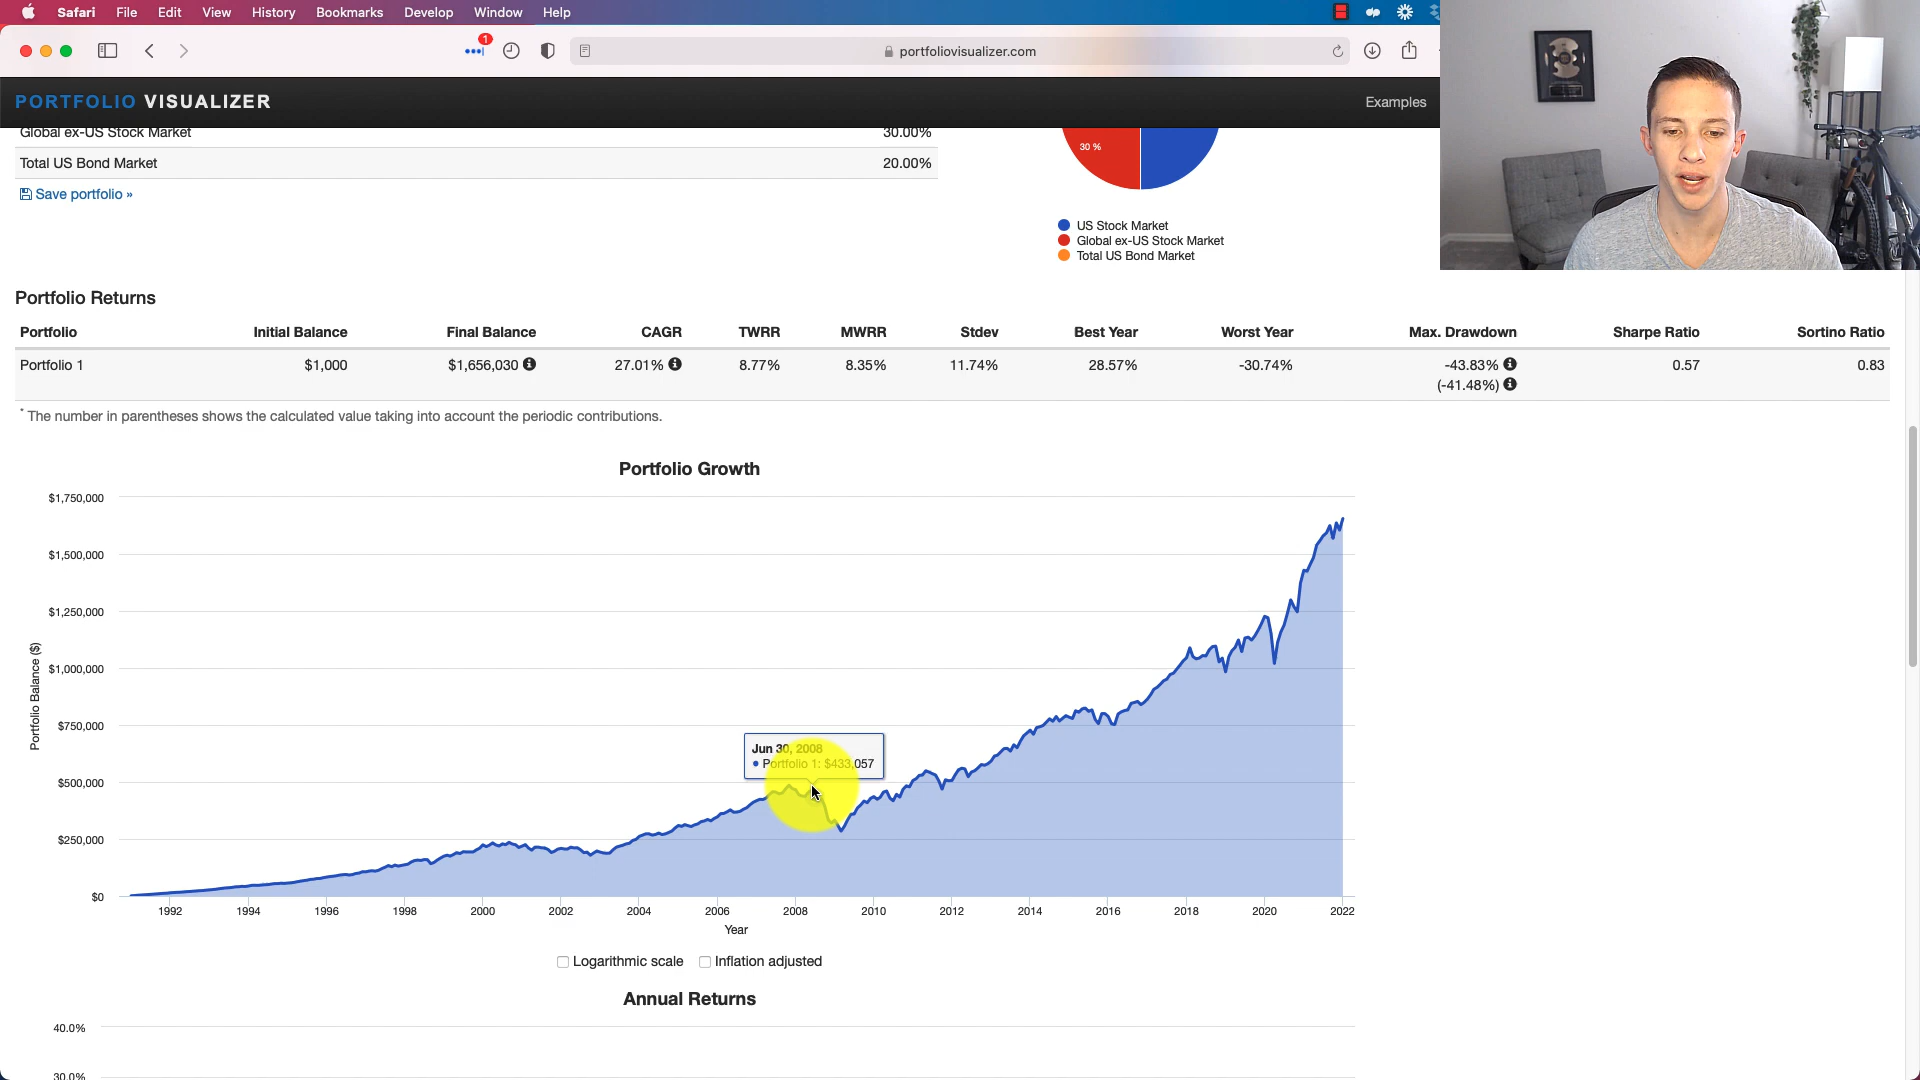 Safari File Edit View History Bookmarks Develop Window Help
1
portfoliovisualizer.com
PORTFOLIO VISUALIZER Examples
Global ex-US Stock Market 30.00%
Total US Bond Market 20.00%
Save portfolio »
30 %
US Stock Market
Global ex-US Stock Market
Total US Bond Market
Portfolio Returns
Portfolio Initial Balance Final Balance CAGR TWRR MWRR Stdev Best Year Worst Year Max. Drawdown Sharpe Ratio Sortino Ratio
Portfolio 1 $1,000 $1,656,030 27.01% 8.77% 8.35% 11.74% 28.57% -30.74% -43.83% 0.57 0.83
(-41.48%)
* The number in parentheses shows the calculated value taking into account the periodic contributions.
Portfolio Growth
$1,750,000
$1,500,000
$1,250,000
$1,000,000
$750,000
$500,000
$250,000
$0
Portfolio Balance ($)
Jun 30, 2008
Portfolio 1: $433,057
1992 1994 1996 1998 2000 2002 2004 2006 2008 2010 2012 2014 2016 2018 2020 2022
Year
Logarithmic scale Inflation adjusted
Annual Returns
40.0%
30.0%